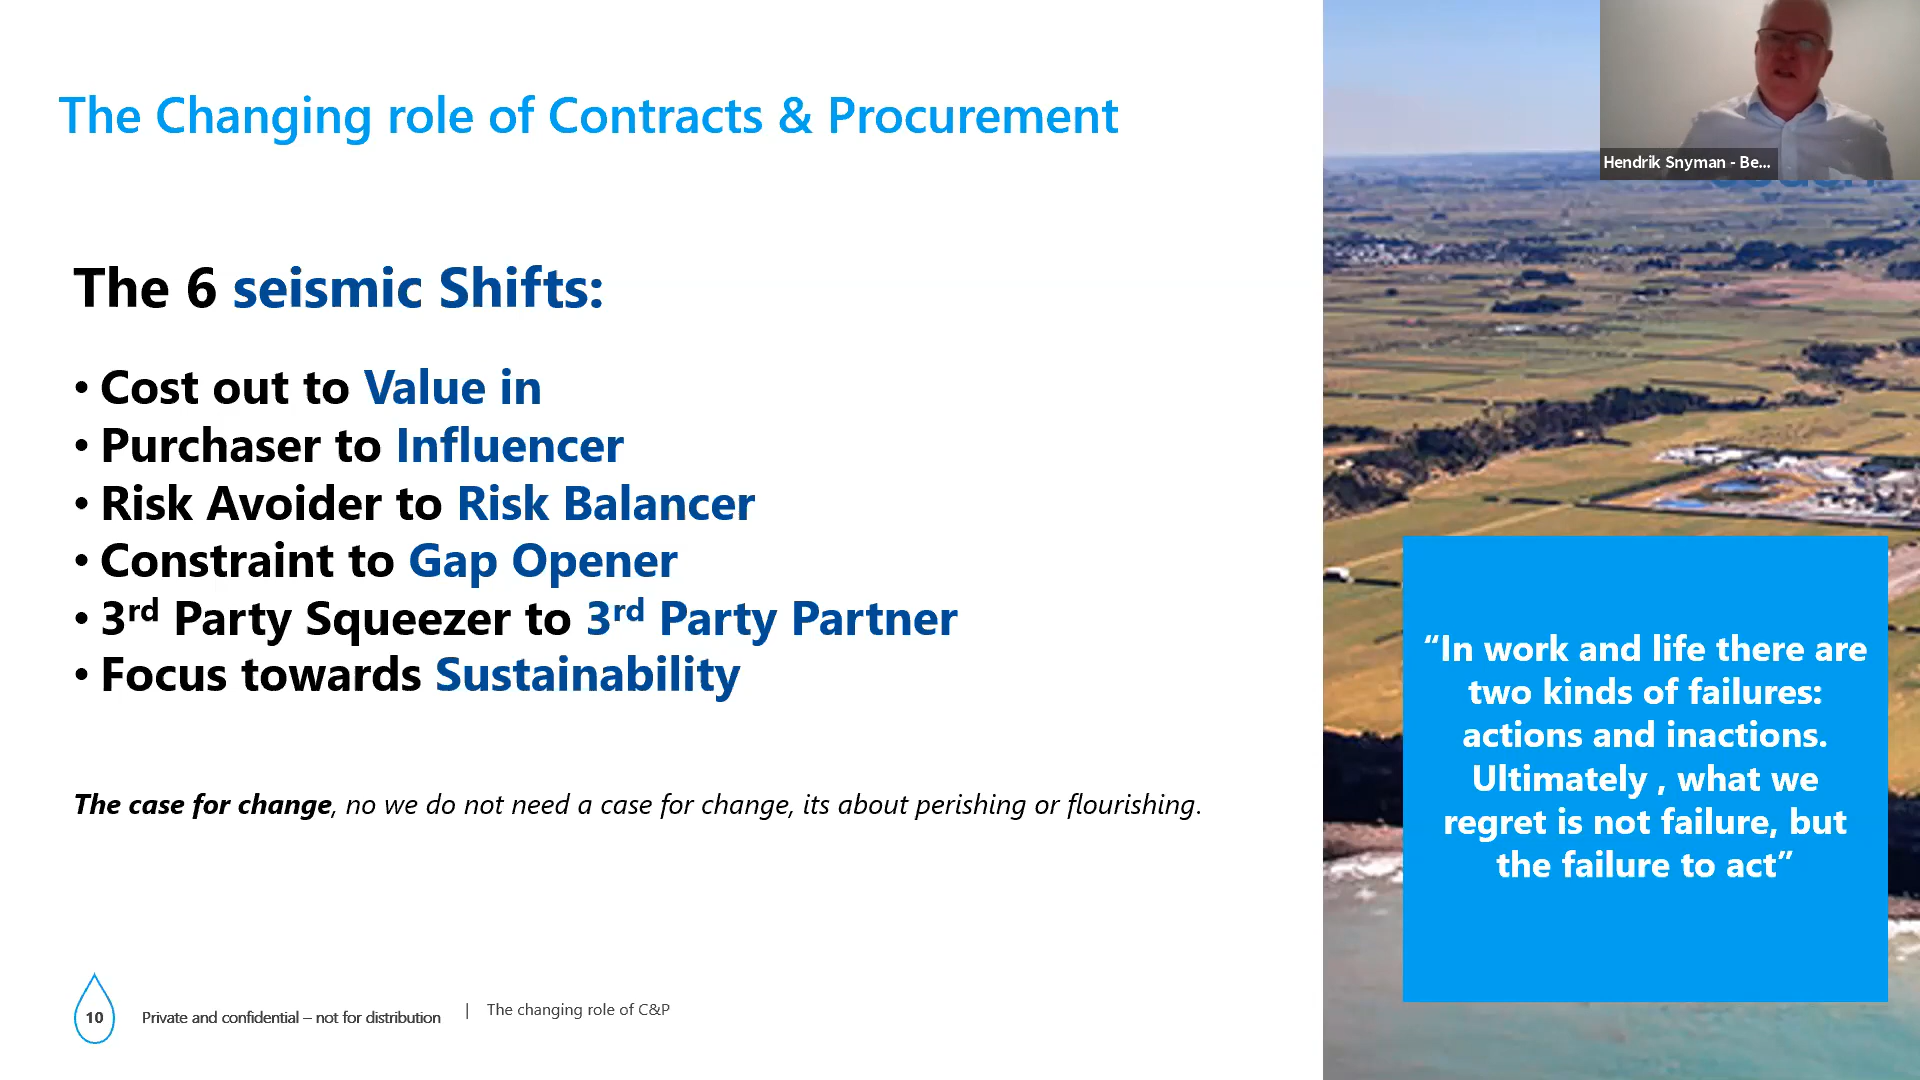 The Changing role of Contracts & Procurement
Hendrik Snyman - Be...
The 6 seismic Shifts:
• Cost out to Value in
• Purchaser to Influencer
• Risk Avoider to Risk Balancer
• Constraint to Gap Opener
• 3rd Party Squeezer to 3rd Party Partner
• Focus towards Sustainability
The case for change, no we do not need a case for change, its about perishing or flourishing.
“In work and life there are
two kinds of failures:
actions and inactions.
Ultimately , what we
regret is not failure, but
the failure to act”
10
Private and confidential – not for distribution
| The changing role of C&P